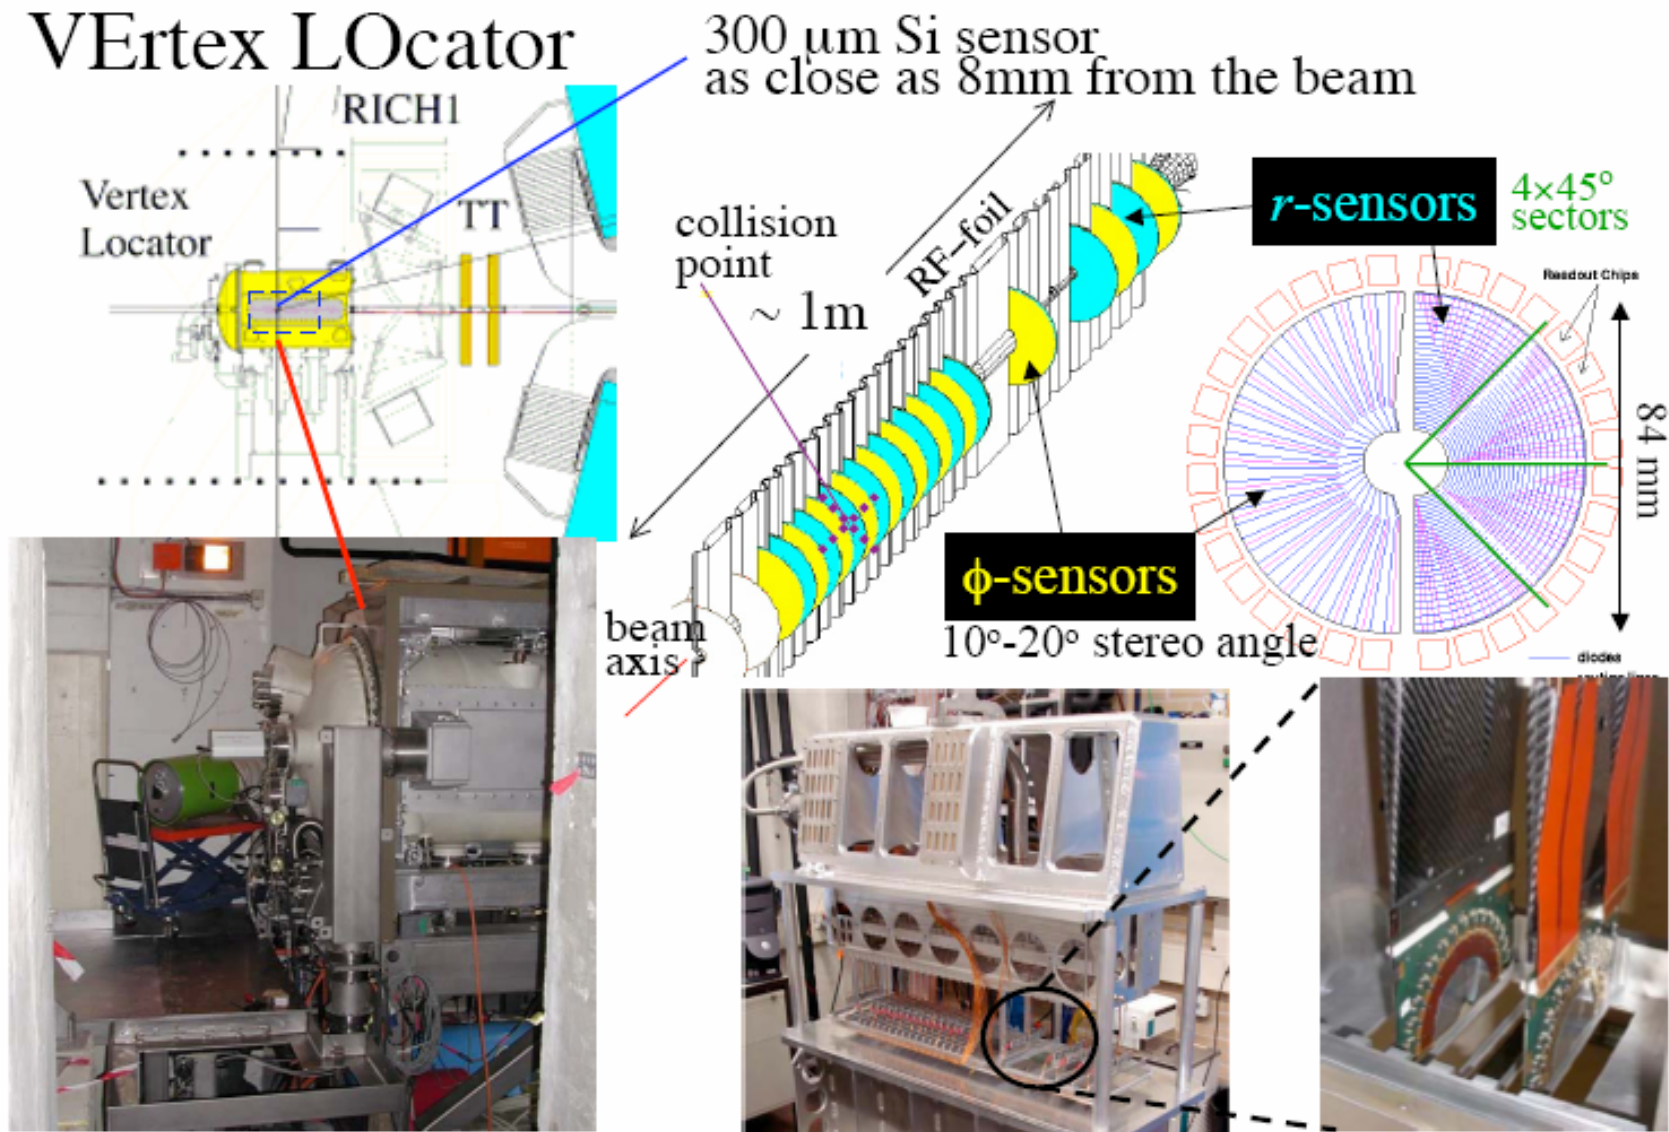 VErtex LOcator
300 μm Si sensor
as close as 8mm from the beam
RICH1
Vertex
Locator
TT
collision
point
~ 1m
RF-foil
r-sensors
4×45°
sectors
Readout Chips
84 mm
ϕ-sensors
10°-20° stereo angle
beam
axis
diodes